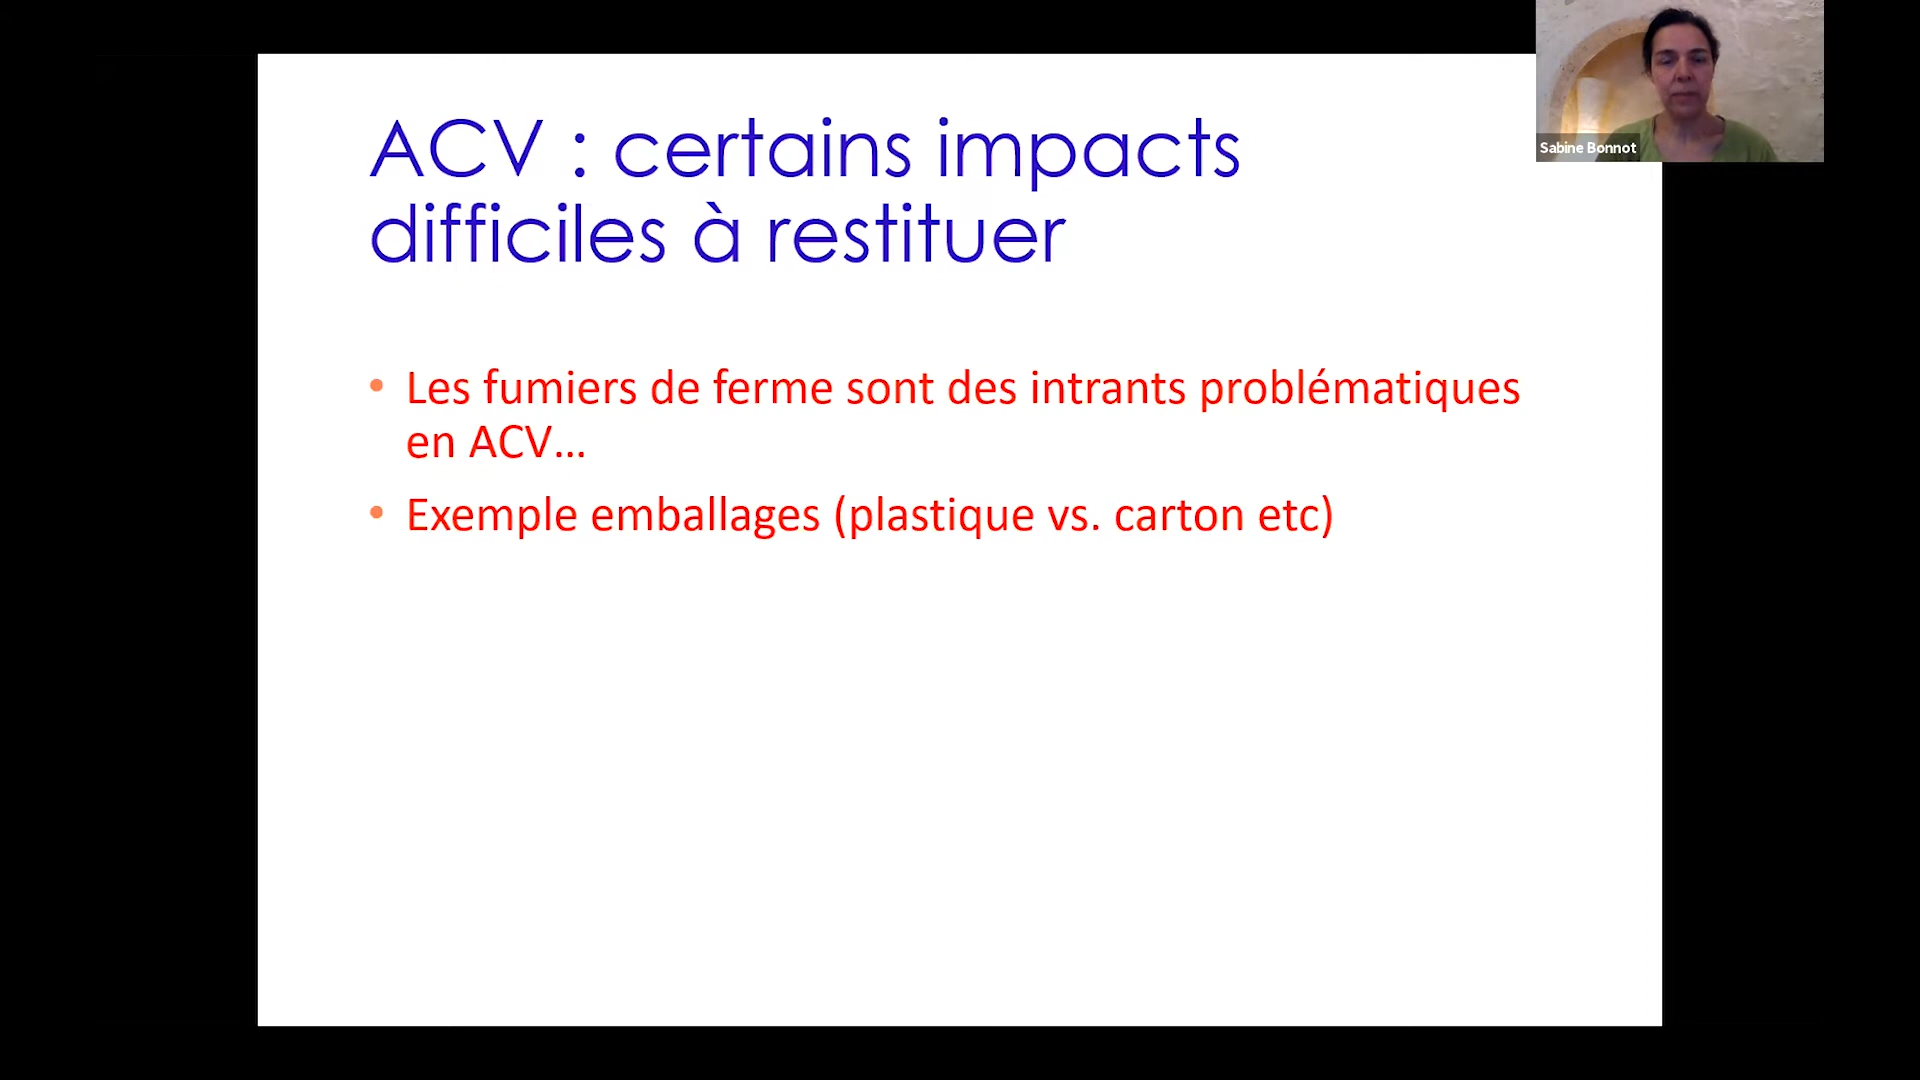 ACV : certains impacts
difficiles à restituer
• Les fumiers de ferme sont des intrants problématiques
en ACV...
• Exemple emballages (plastique vs. carton etc)
Sabine Bonnot